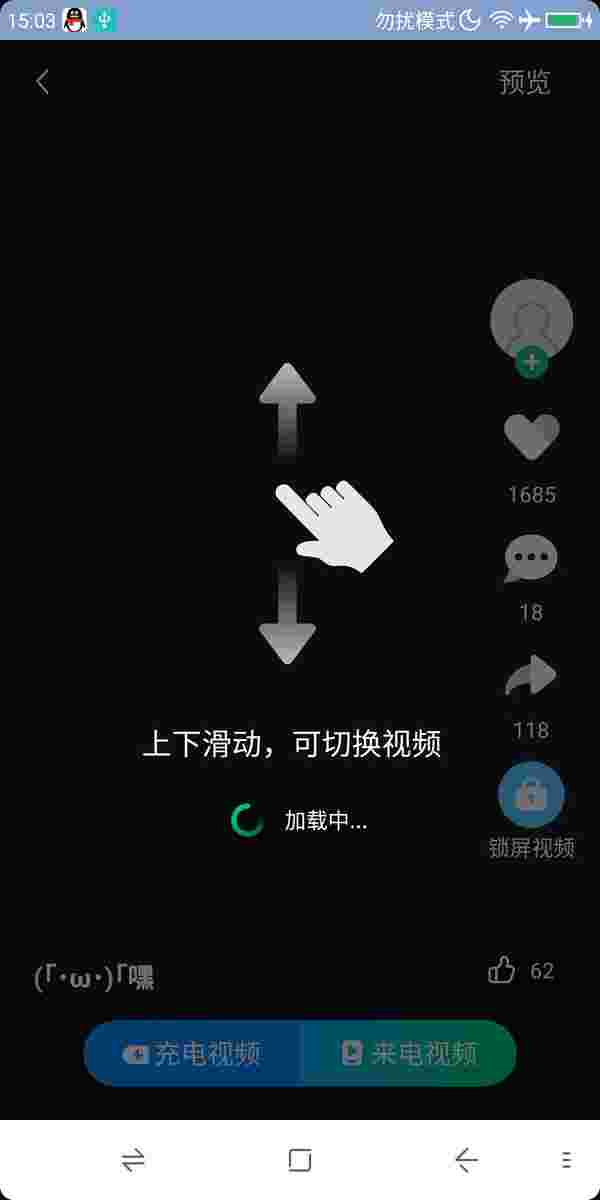 15:03 勿扰模式
预览
1685
18
118
上下滑动，可切换视频
加载中...
锁屏视频
(｢･ω･)｢嘿
62
充电视频 来电视频